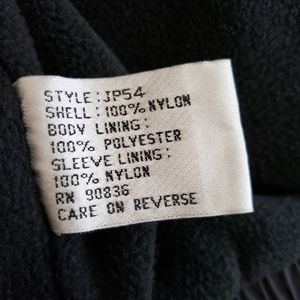 STYLE:JP54
SHELL:100% NYLON
BODY LINING:
100% POLYESTER
SLEEVE LINING:
100% NYLON
RN 90836
CARE ON REVERSE